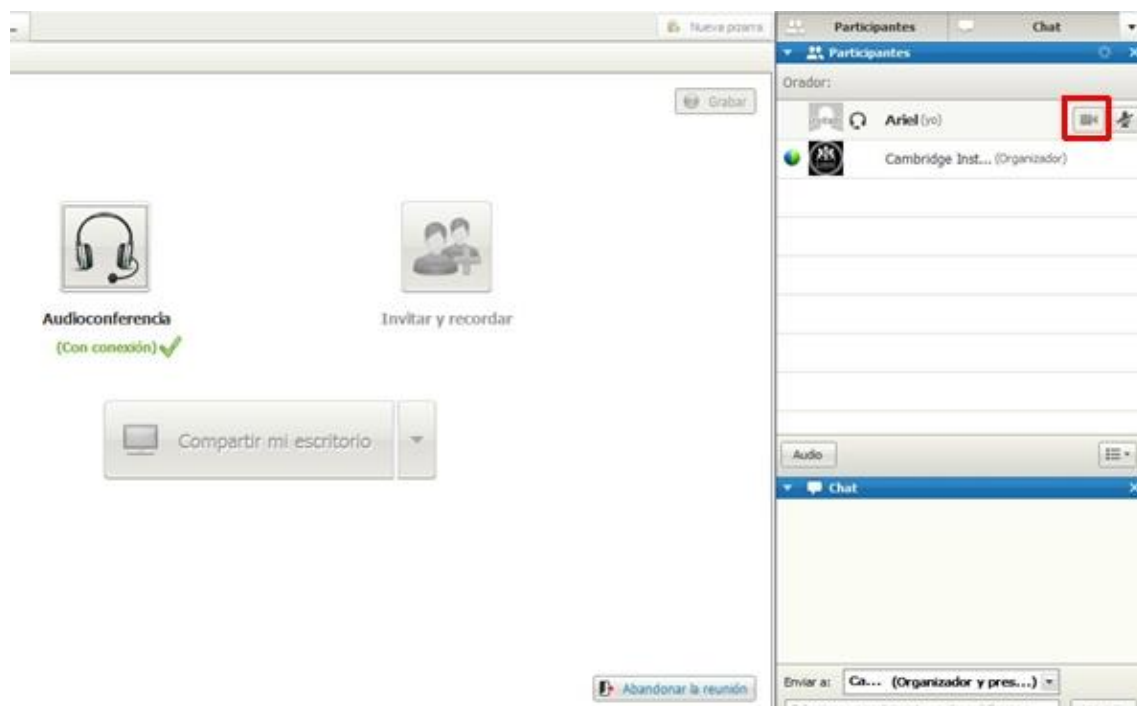 Nueva pizarra
Participantes
Chat
Participantes
Orador:
Grabar
Ariel (yo)
Cambridge Inst... (Organizador)
Audioconferencia
Invitar y recordar
(Con conexión)
Compartir mi escritorio
Audio
Chat
Abandonar la reunión
Enviar a: Ca... (Organizador y pres...)